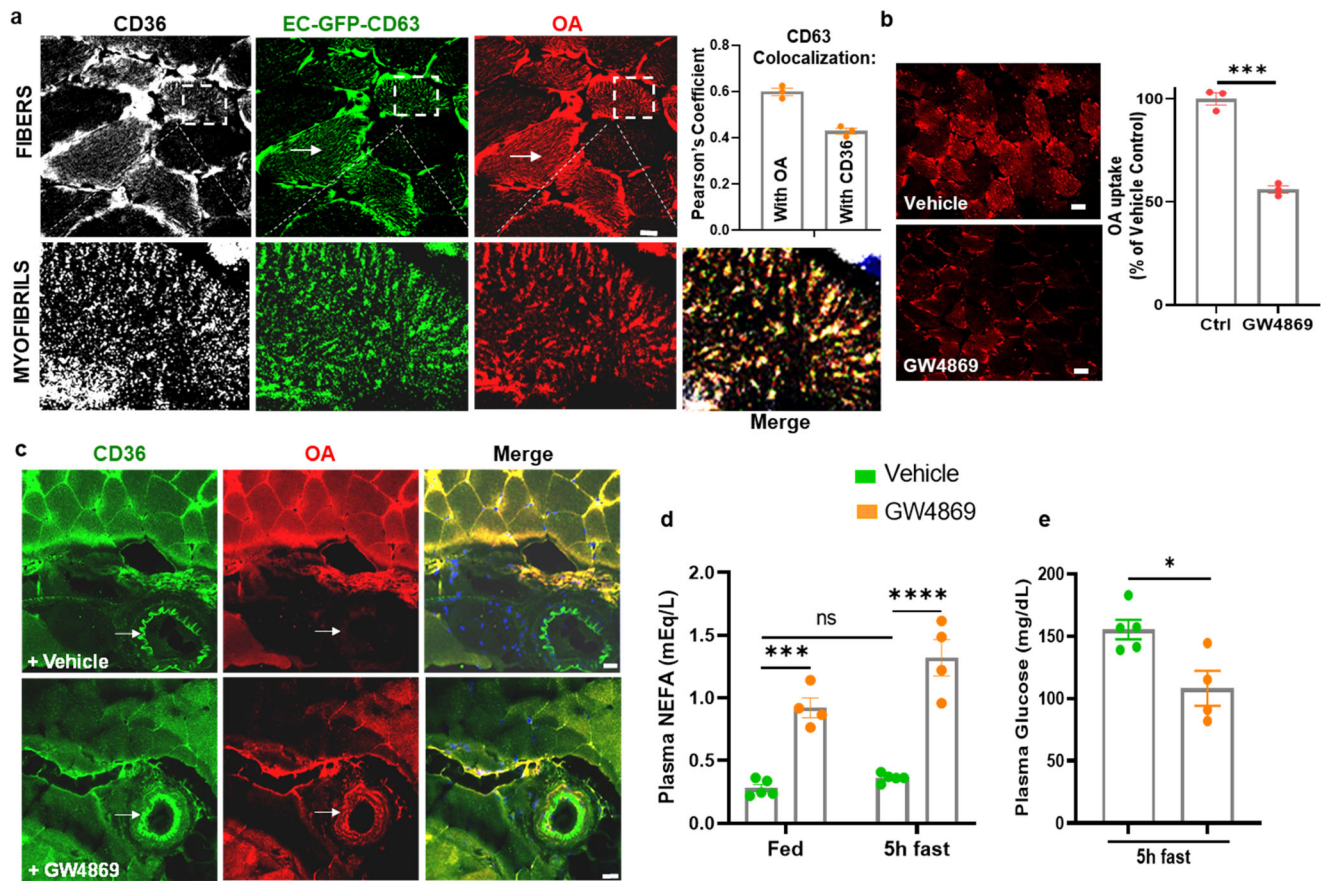 a
CD36
EC-GFP-CD63
OA
FIBERS
MYOFIBRILS
CD63
Colocalization:
Pearson's Coefficient
0.8
0.6
0.4
0.2
0.0
With OA
With CD36
Merge
b
Vehicle
GW4869
OA uptake
(% of Vehicle Control)
100
50
0
***
Ctrl
GW4869
c
CD36
OA
Merge
+ Vehicle
+ GW4869
Vehicle
GW4869
d
Plasma NEFA (mEq/L)
2.0
1.5
1.0
0.5
0.0
ns
***
****
Fed
5h fast
e
Plasma Glucose (mg/dL)
200
150
100
50
0
*
5h fast